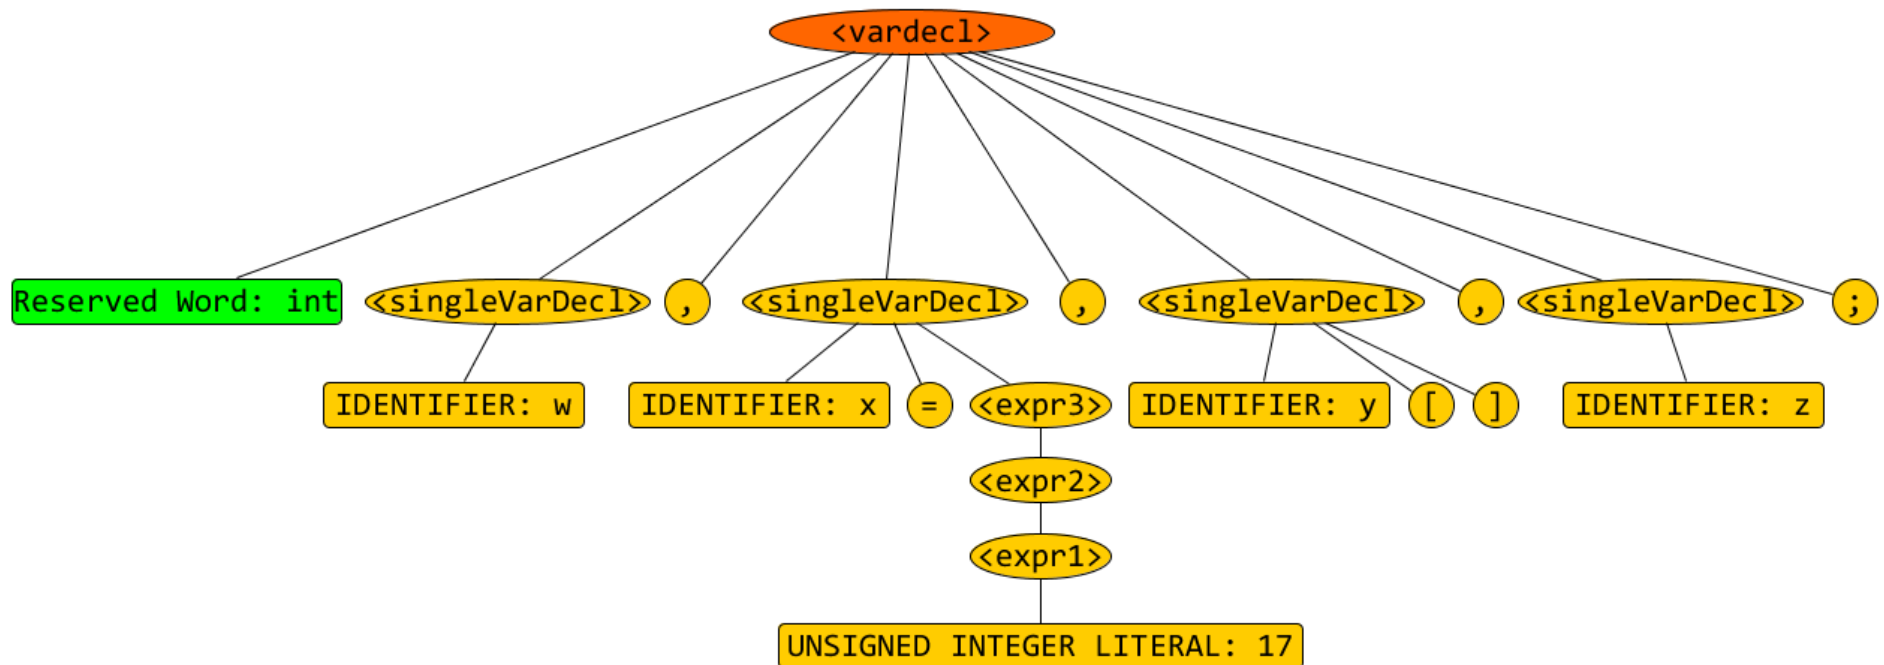 <vardecl>
Reserved Word: int <singleVarDecl> , <singleVarDecl> , <singleVarDecl> , <singleVarDecl> ;
IDENTIFIER: w IDENTIFIER: x = <expr3> IDENTIFIER: y [ ] IDENTIFIER: z
<expr2>
<expr1>
UNSIGNED INTEGER LITERAL: 17